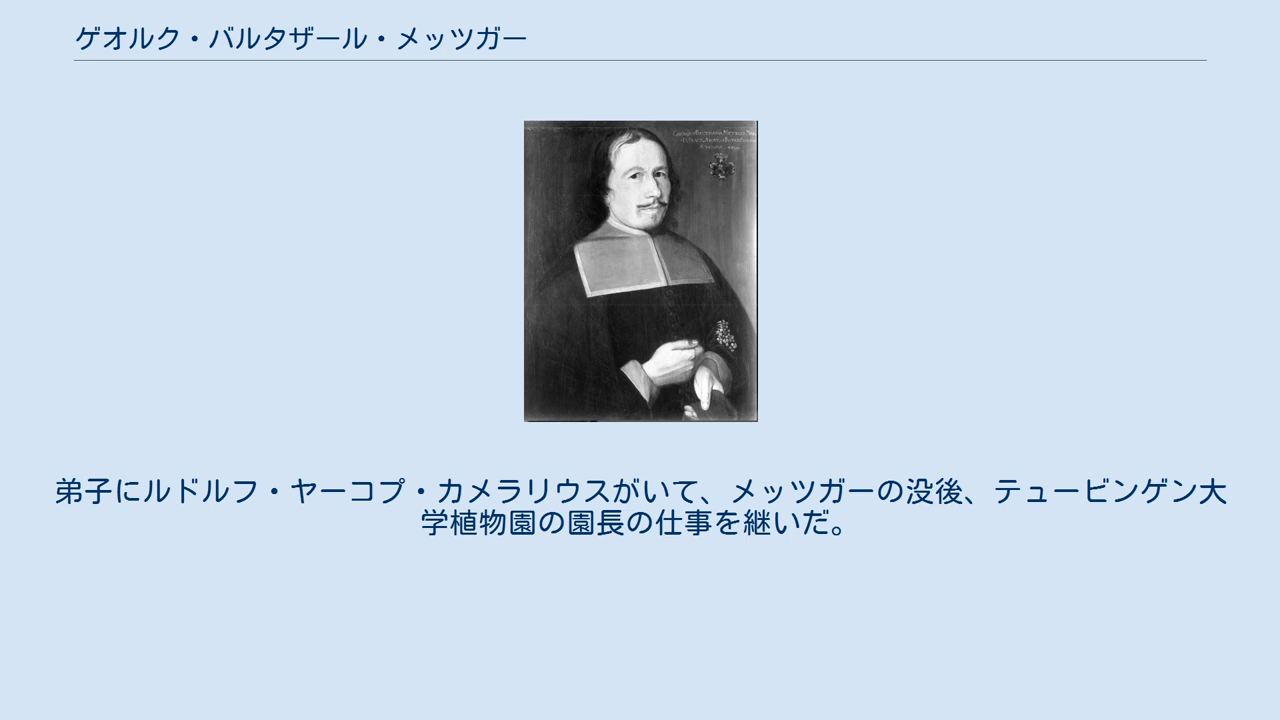 ゲオルク・バルタザール・メッツガー
弟子にルドルフ・ヤーコプ・カメラリウスがいて、メッツガーの没後、テュービンゲン大
学植物園の園長の仕事を継いだ。